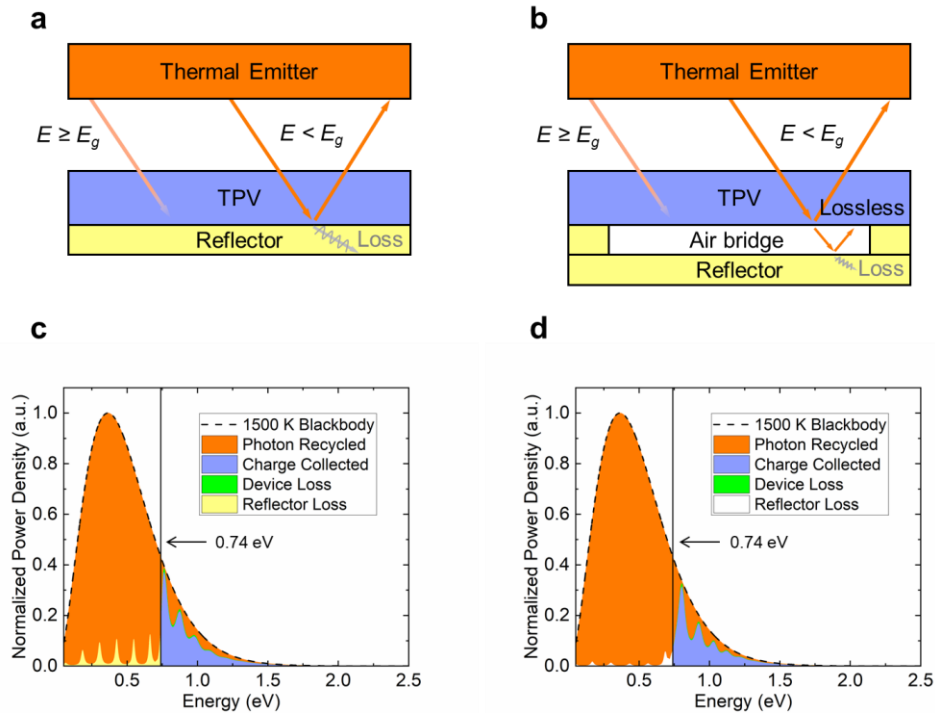 a
Thermal Emitter
E ≥ Eg
E < Eg
TPV
Reflector
Loss
b
Thermal Emitter
E ≥ Eg
E < Eg
TPV
Lossless
Air bridge
Reflector
Loss
c
Normalized Power Density (a.u.)
1.0
0.8
0.6
0.4
0.2
0.0
1500 K Blackbody
Photon Recycled
Charge Collected
Device Loss
Reflector Loss
0.74 eV
0.5
1.0
1.5
2.0
2.5
Energy (eV)
d
Normalized Power Density (a.u.)
1.0
0.8
0.6
0.4
0.2
0.0
1500 K Blackbody
Photon Recycled
Charge Collected
Device Loss
Reflector Loss
0.74 eV
0.5
1.0
1.5
2.0
2.5
Energy (eV)